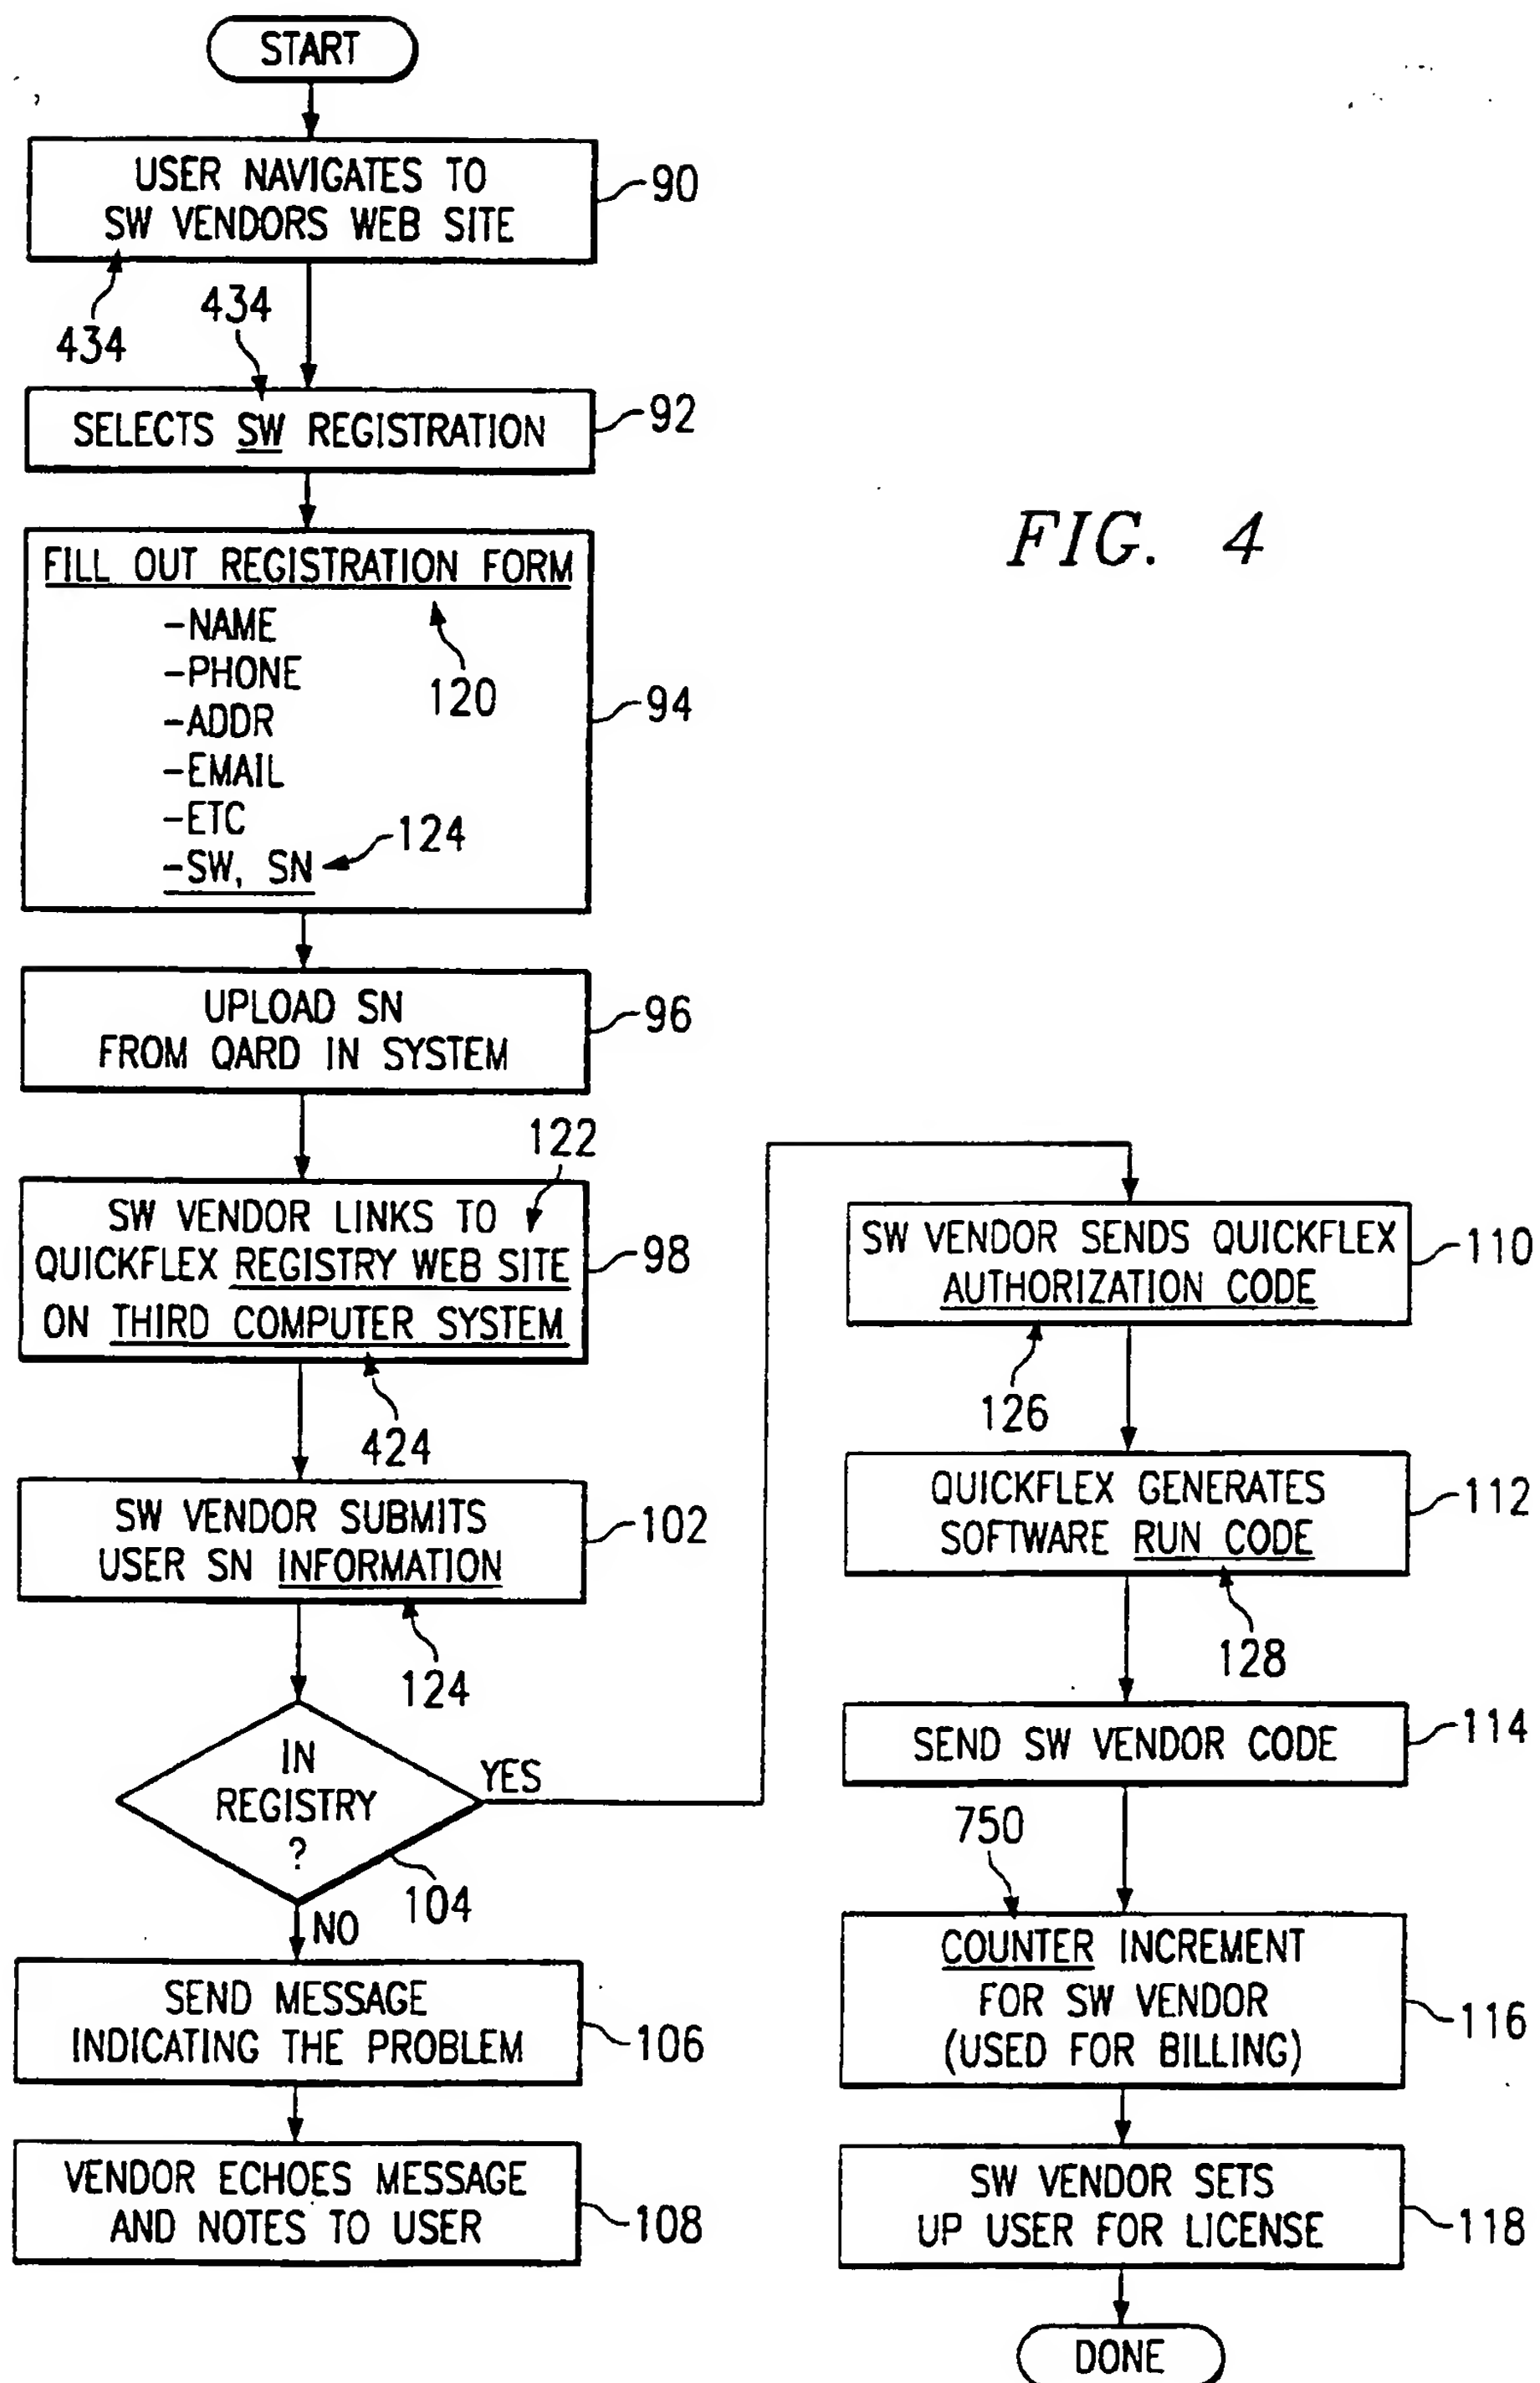 START
USER NAVIGATES TO
SW VENDORS WEB SITE
90
434
434
SELECTS SW REGISTRATION
92
FILL OUT REGISTRATION FORM
-NAME
-PHONE
-ADDR
-EMAIL
-ETC
-SW, SN
120
124
94
UPLOAD SN
FROM QARD IN SYSTEM
96
122
SW VENDOR LINKS TO
QUICKFLEX REGISTRY WEB SITE
ON THIRD COMPUTER SYSTEM
98
424
SW VENDOR SUBMITS
USER SN INFORMATION
102
124
IN
REGISTRY
?
YES
104
NO
SEND MESSAGE
INDICATING THE PROBLEM
106
VENDOR ECHOES MESSAGE
AND NOTES TO USER
108
FIG. 4
SW VENDOR SENDS QUICKFLEX
AUTHORIZATION CODE
110
126
QUICKFLEX GENERATES
SOFTWARE RUN CODE
112
128
SEND SW VENDOR CODE
114
750
COUNTER INCREMENT
FOR SW VENDOR
(USED FOR BILLING)
116
SW VENDOR SETS
UP USER FOR LICENSE
118
DONE